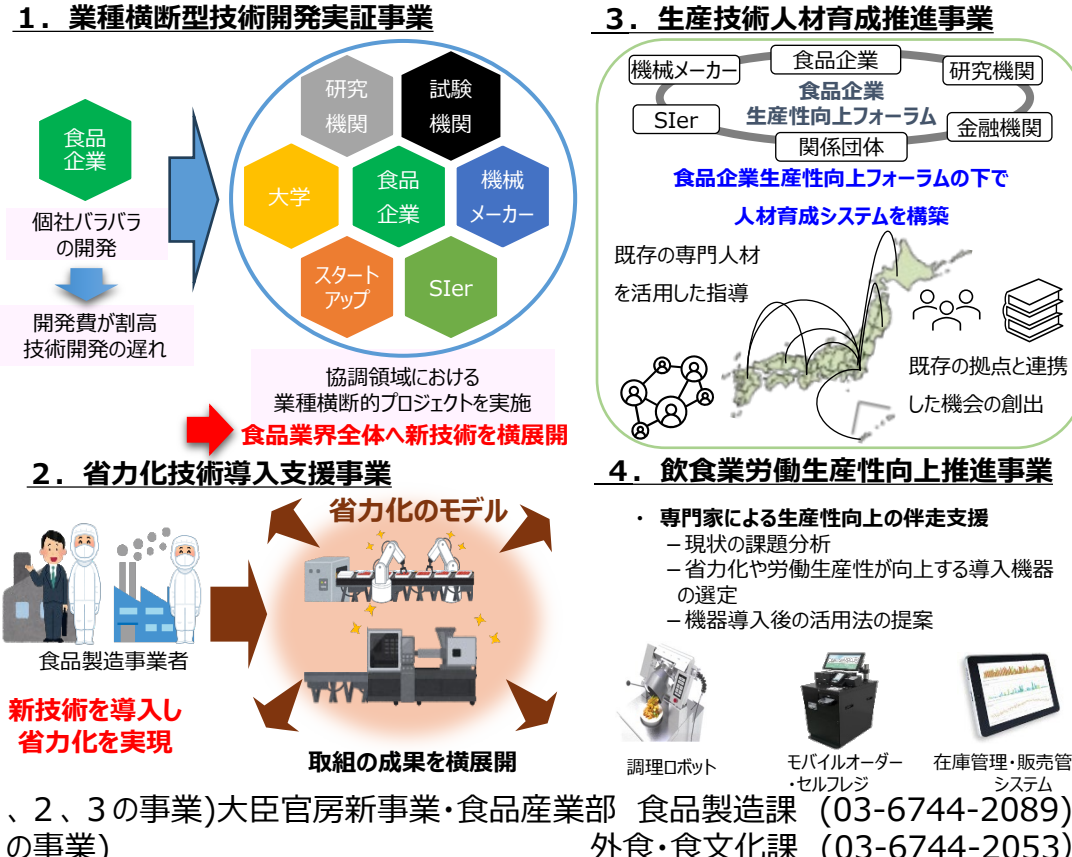 １．業種横断型技術開発実証事業
食品
企業
個社バラバラ
の開発
開発費が割高
技術開発の遅れ
研究
機関
試験
機関
大学
食品
企業
機械
メーカー
スタート
アップ
SIer
協調領域における
業種横断的プロジェクトを実施
食品業界全体へ新技術を横展開
２．省力化技術導入支援事業
食品製造事業者
新技術を導入し
省力化を実現
省力化のモデル
取組の成果を横展開
３．生産技術人材育成推進事業
機械メーカー
食品企業
研究機関
食品企業
生産性向上フォーラム
SIer
金融機関
関係団体
食品企業生産性向上フォーラムの下で
人材育成システムを構築
既存の専門人材
を活用した指導
既存の拠点と連携
した機会の創出
４．飲食業労働生産性向上推進事業
・ 専門家による生産性向上の伴走支援
－現状の課題分析
－省力化や労働生産性が向上する導入機器
の選定
－機器導入後の活用法の提案
調理ロボット
モバイルオーダー
・セルフレジ
在庫管理・販売管
システム
、２、３の事業)大臣官房新事業・食品産業部 食品製造課 (03-6744-2089)
の事業) 外食・食文化課 (03-6744-2053)